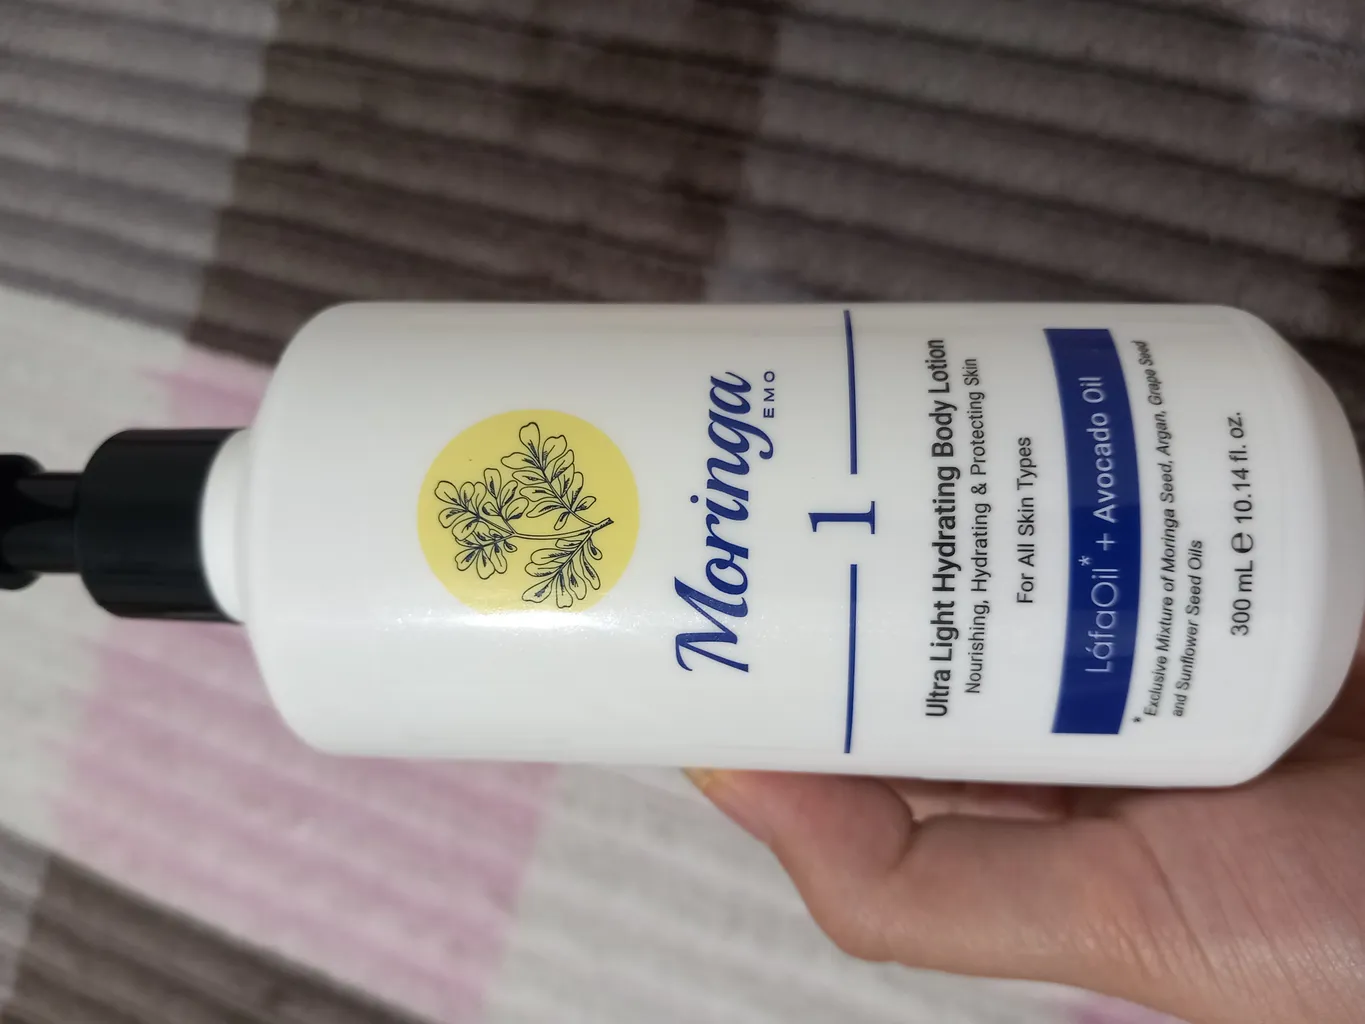 Moringa
EMO
1
Ultra Light Hydrating Body Lotion
Nourishing, Hydrating & Protecting Skin
For All Skin Types
LáfaOil* + Avocado Oil
*Exclusive Mixture of Moringa Seed, Argan, Grape Seed
and Sunflower Seed Oils
300 mL e 10.14 fl. oz.